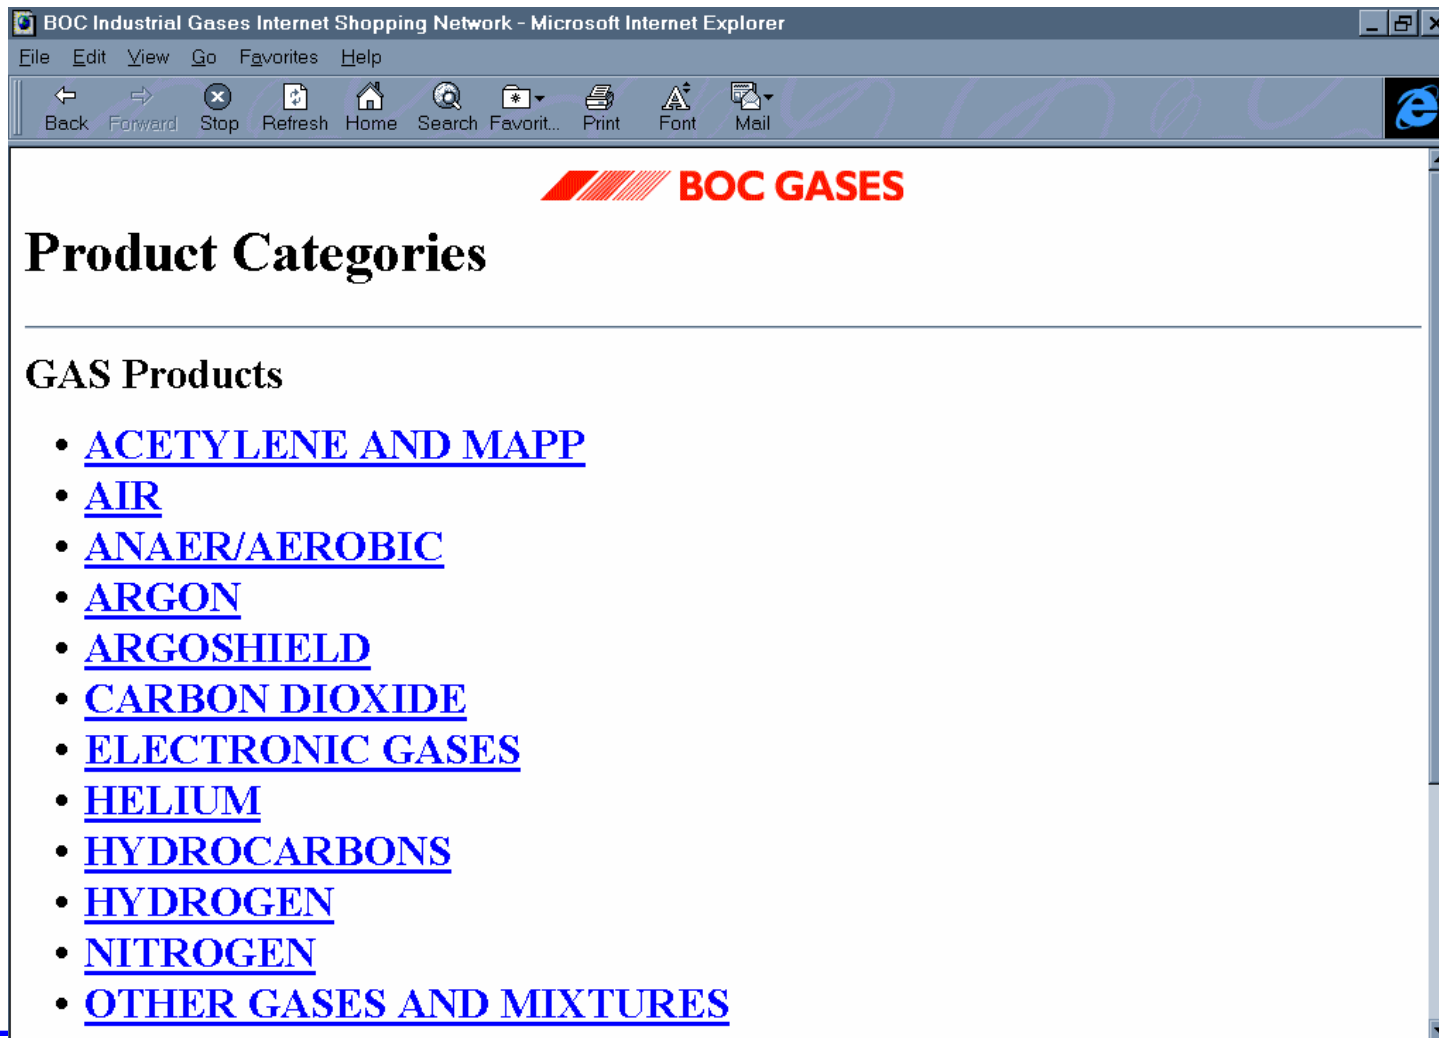 BOC Industrial Gases Internet Shopping Network - Microsoft Internet Explorer
File Edit View Go Favorites Help
Back Forward Stop Refresh Home Search Favorit... Print Font Mail
BOC GASES
Product Categories
GAS Products
• ACETYLENE AND MAPP
• AIR
• ANAER/AEROBIC
• ARGON
• ARGOSHIELD
• CARBON DIOXIDE
• ELECTRONIC GASES
• HELIUM
• HYDROCARBONS
• HYDROGEN
• NITROGEN
• OTHER GASES AND MIXTURES